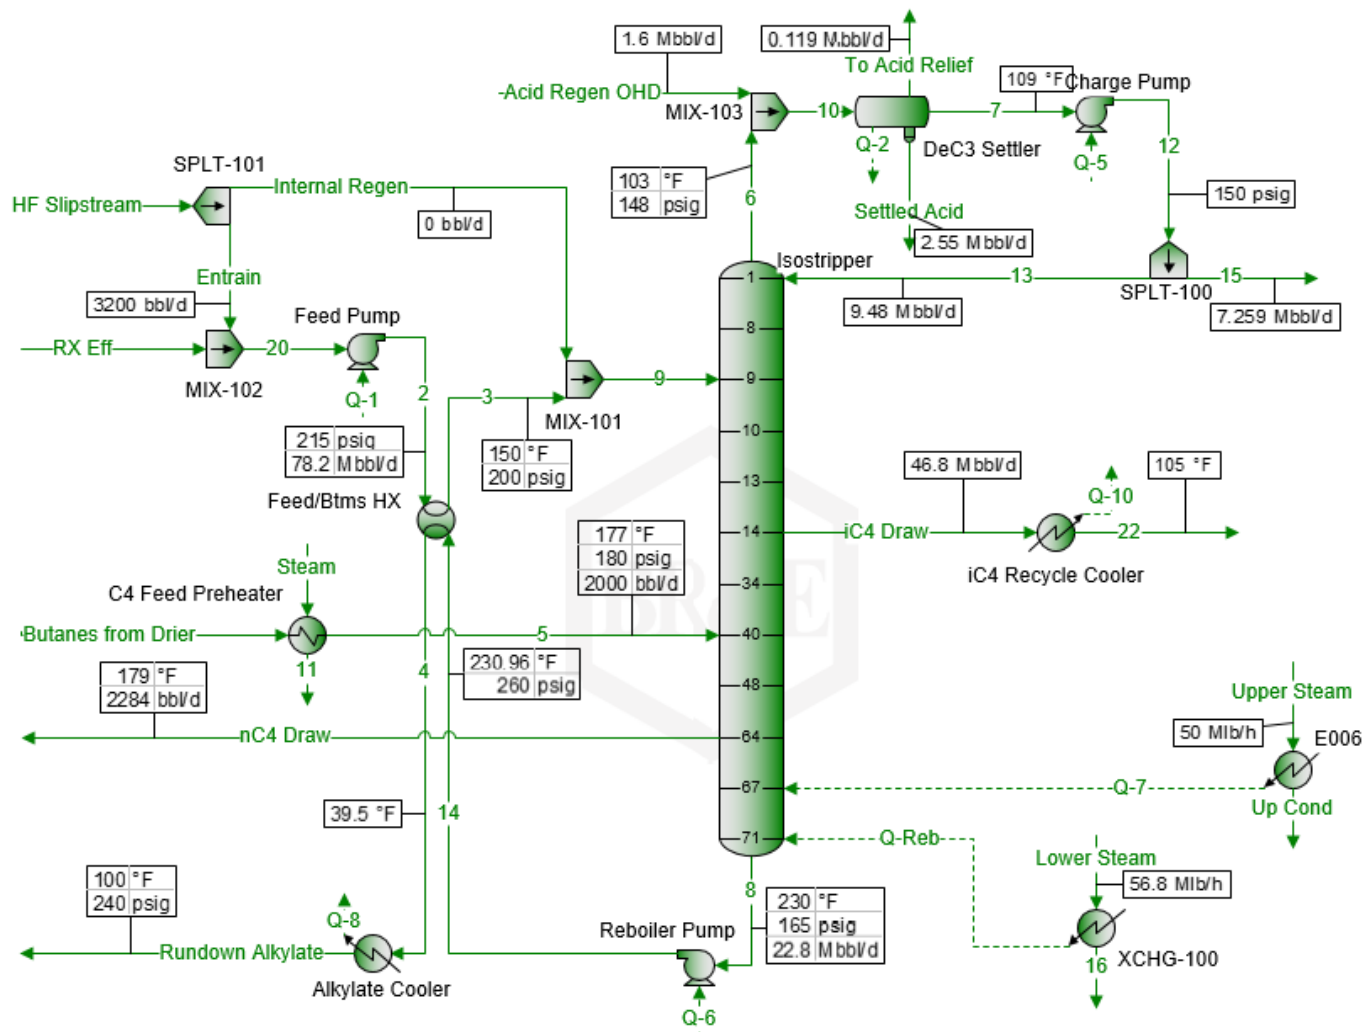 1.6 Mbbl/d
0.119 Mbbl/d
To Acid Relief
-Acid Regen OHD
MIX-103
10
7
109 °F
Charge Pump
Q-2
DeC3 Settler
Q-5
12
SPLT-101
HF Slipstream
Internal Regen
0 bbl/d
103 °F
148 psig
6
Settled Acid
2.55 Mbbl/d
150 psig
Entrain
3200 bbl/d
Isostripper
1
13
SPLT-100
15
9.48 Mbbl/d
7.259 Mbbl/d
Feed Pump
8
RX Eff
20
MIX-102
Q-1
2
3
9
9
MIX-101
10
215 psig
78.2 Mbbl/d
150 °F
200 psig
13
46.8 Mbbl/d
105 °F
Q-10
Feed/Btms HX
14
iC4 Draw
22
iC4 Recycle Cooler
177 °F
180 psig
2000 bbl/d
Steam
C4 Feed Preheater
34
BRE
Butanes from Drier
5
40
11
4
230.96 °F
260 psig
179 °F
2284 bbl/d
48
Upper Steam
50 Mlb/h
E006
nC4 Draw
64
67
Q-7
Up Cond
39.5 °F
14
71
Q-Reb
Lower Steam
56.8 Mlb/h
100 °F
240 psig
8
230 °F
165 psig
22.8 Mbbl/d
Q-8
Rundown Alkylate
Alkylate Cooler
Reboiler Pump
Q-6
XCHG-100
16